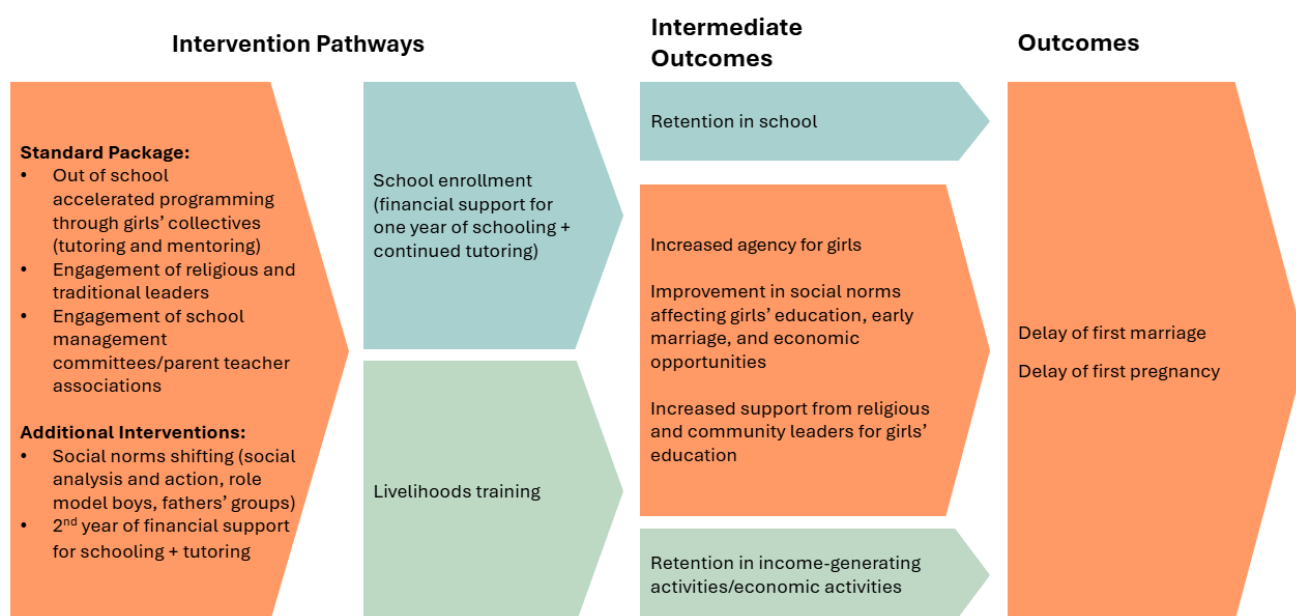 Intervention Pathways
Intermediate
Outcomes
Outcomes
Standard Package:
• Out of school
accelerated programming
through girls’ collectives
(tutoring and mentoring)
• Engagement of religious and
traditional leaders
• Engagement of school
management
committees/parent teacher
associations
Additional Interventions:
• Social norms shifting (social
analysis and action, role
model boys, fathers’ groups)
• 2nd year of financial support
for schooling + tutoring
School enrollment
(financial support for
one year of schooling +
continued tutoring)
Livelihoods training
Retention in school
Increased agency for girls
Improvement in social norms
affecting girls’ education, early
marriage, and economic
opportunities
Increased support from religious
and community leaders for girls’
education
Retention in income-generating
activities/economic activities
Delay of first marriage
Delay of first pregnancy